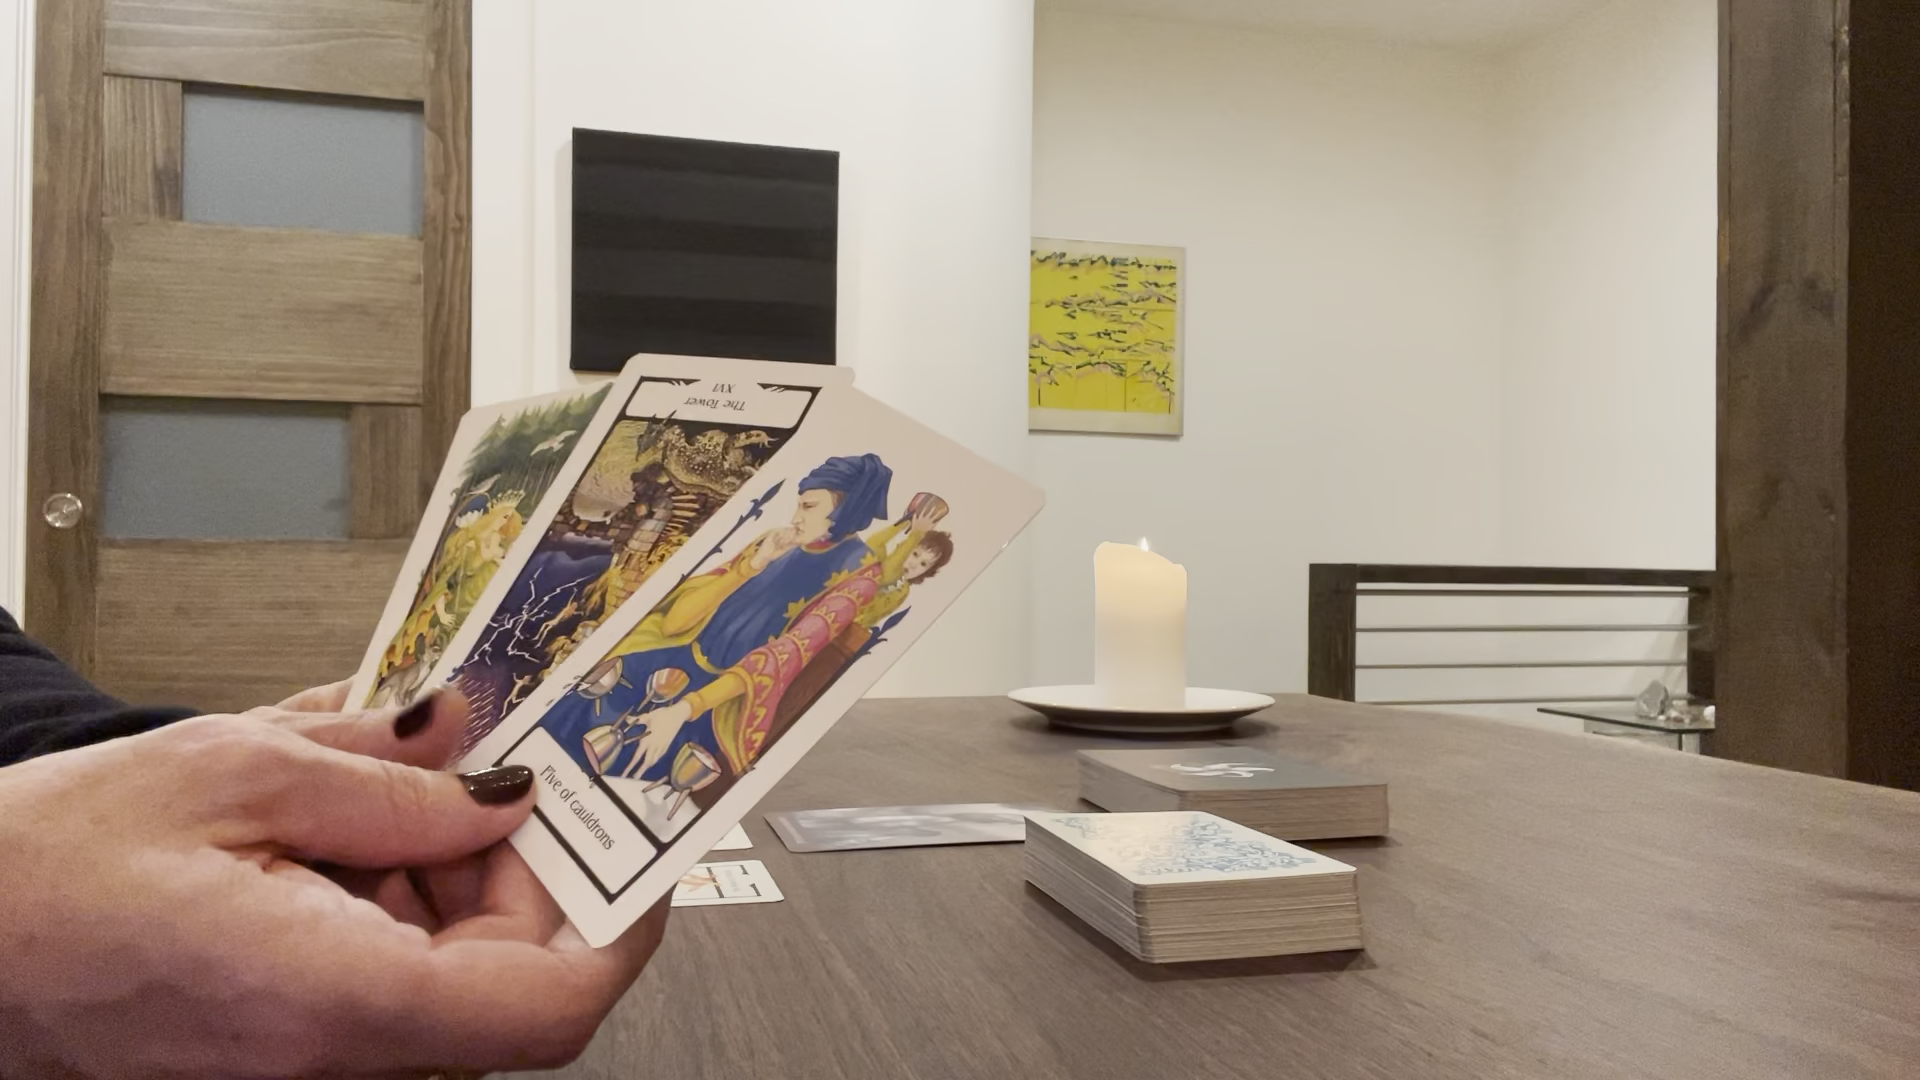 The Tower
XVI
Five of cauldrons